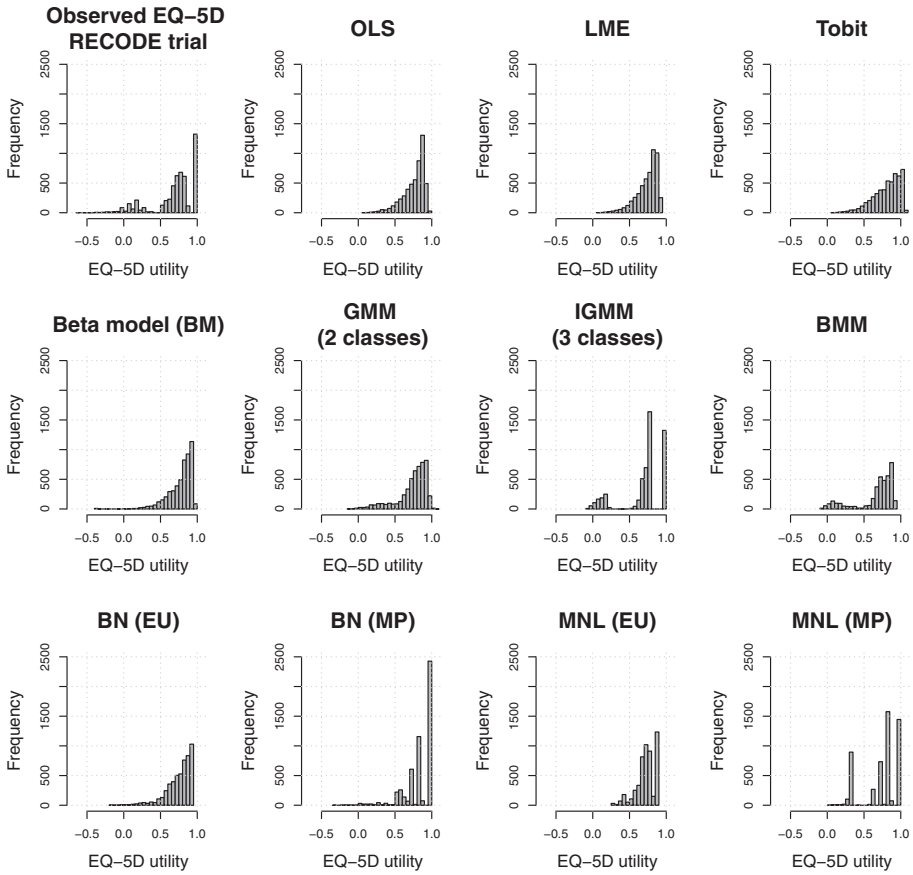 Observed EQ−5D
RECODE trial
Frequency
0 500 1500 2500
−0.5 0.0 0.5 1.0
EQ−5D utility
OLS
Frequency
0 500 1500 2500
−0.5 0.0 0.5 1.0
EQ−5D utility
LME
Frequency
0 500 1500 2500
−0.5 0.0 0.5 1.0
EQ−5D utility
Tobit
Frequency
0 500 1500 2500
−0.5 0.0 0.5 1.0
EQ−5D utility
Beta model (BM)
Frequency
0 500 1500 2500
−0.5 0.0 0.5 1.0
EQ−5D utility
GMM
(2 classes)
Frequency
0 500 1500 2500
−0.5 0.0 0.5 1.0
EQ−5D utility
IGMM
(3 classes)
Frequency
0 500 1500 2500
−0.5 0.0 0.5 1.0
EQ−5D utility
BMM
Frequency
0 500 1500 2500
−0.5 0.0 0.5 1.0
EQ−5D utility
BN (EU)
Frequency
0 500 1500 2500
−0.5 0.0 0.5 1.0
EQ−5D utility
BN (MP)
Frequency
0 500 1500 2500
−0.5 0.0 0.5 1.0
EQ−5D utility
MNL (EU)
Frequency
0 500 1500 2500
−0.5 0.0 0.5 1.0
EQ−5D utility
MNL (MP)
Frequency
0 500 1500 2500
−0.5 0.0 0.5 1.0
EQ−5D utility